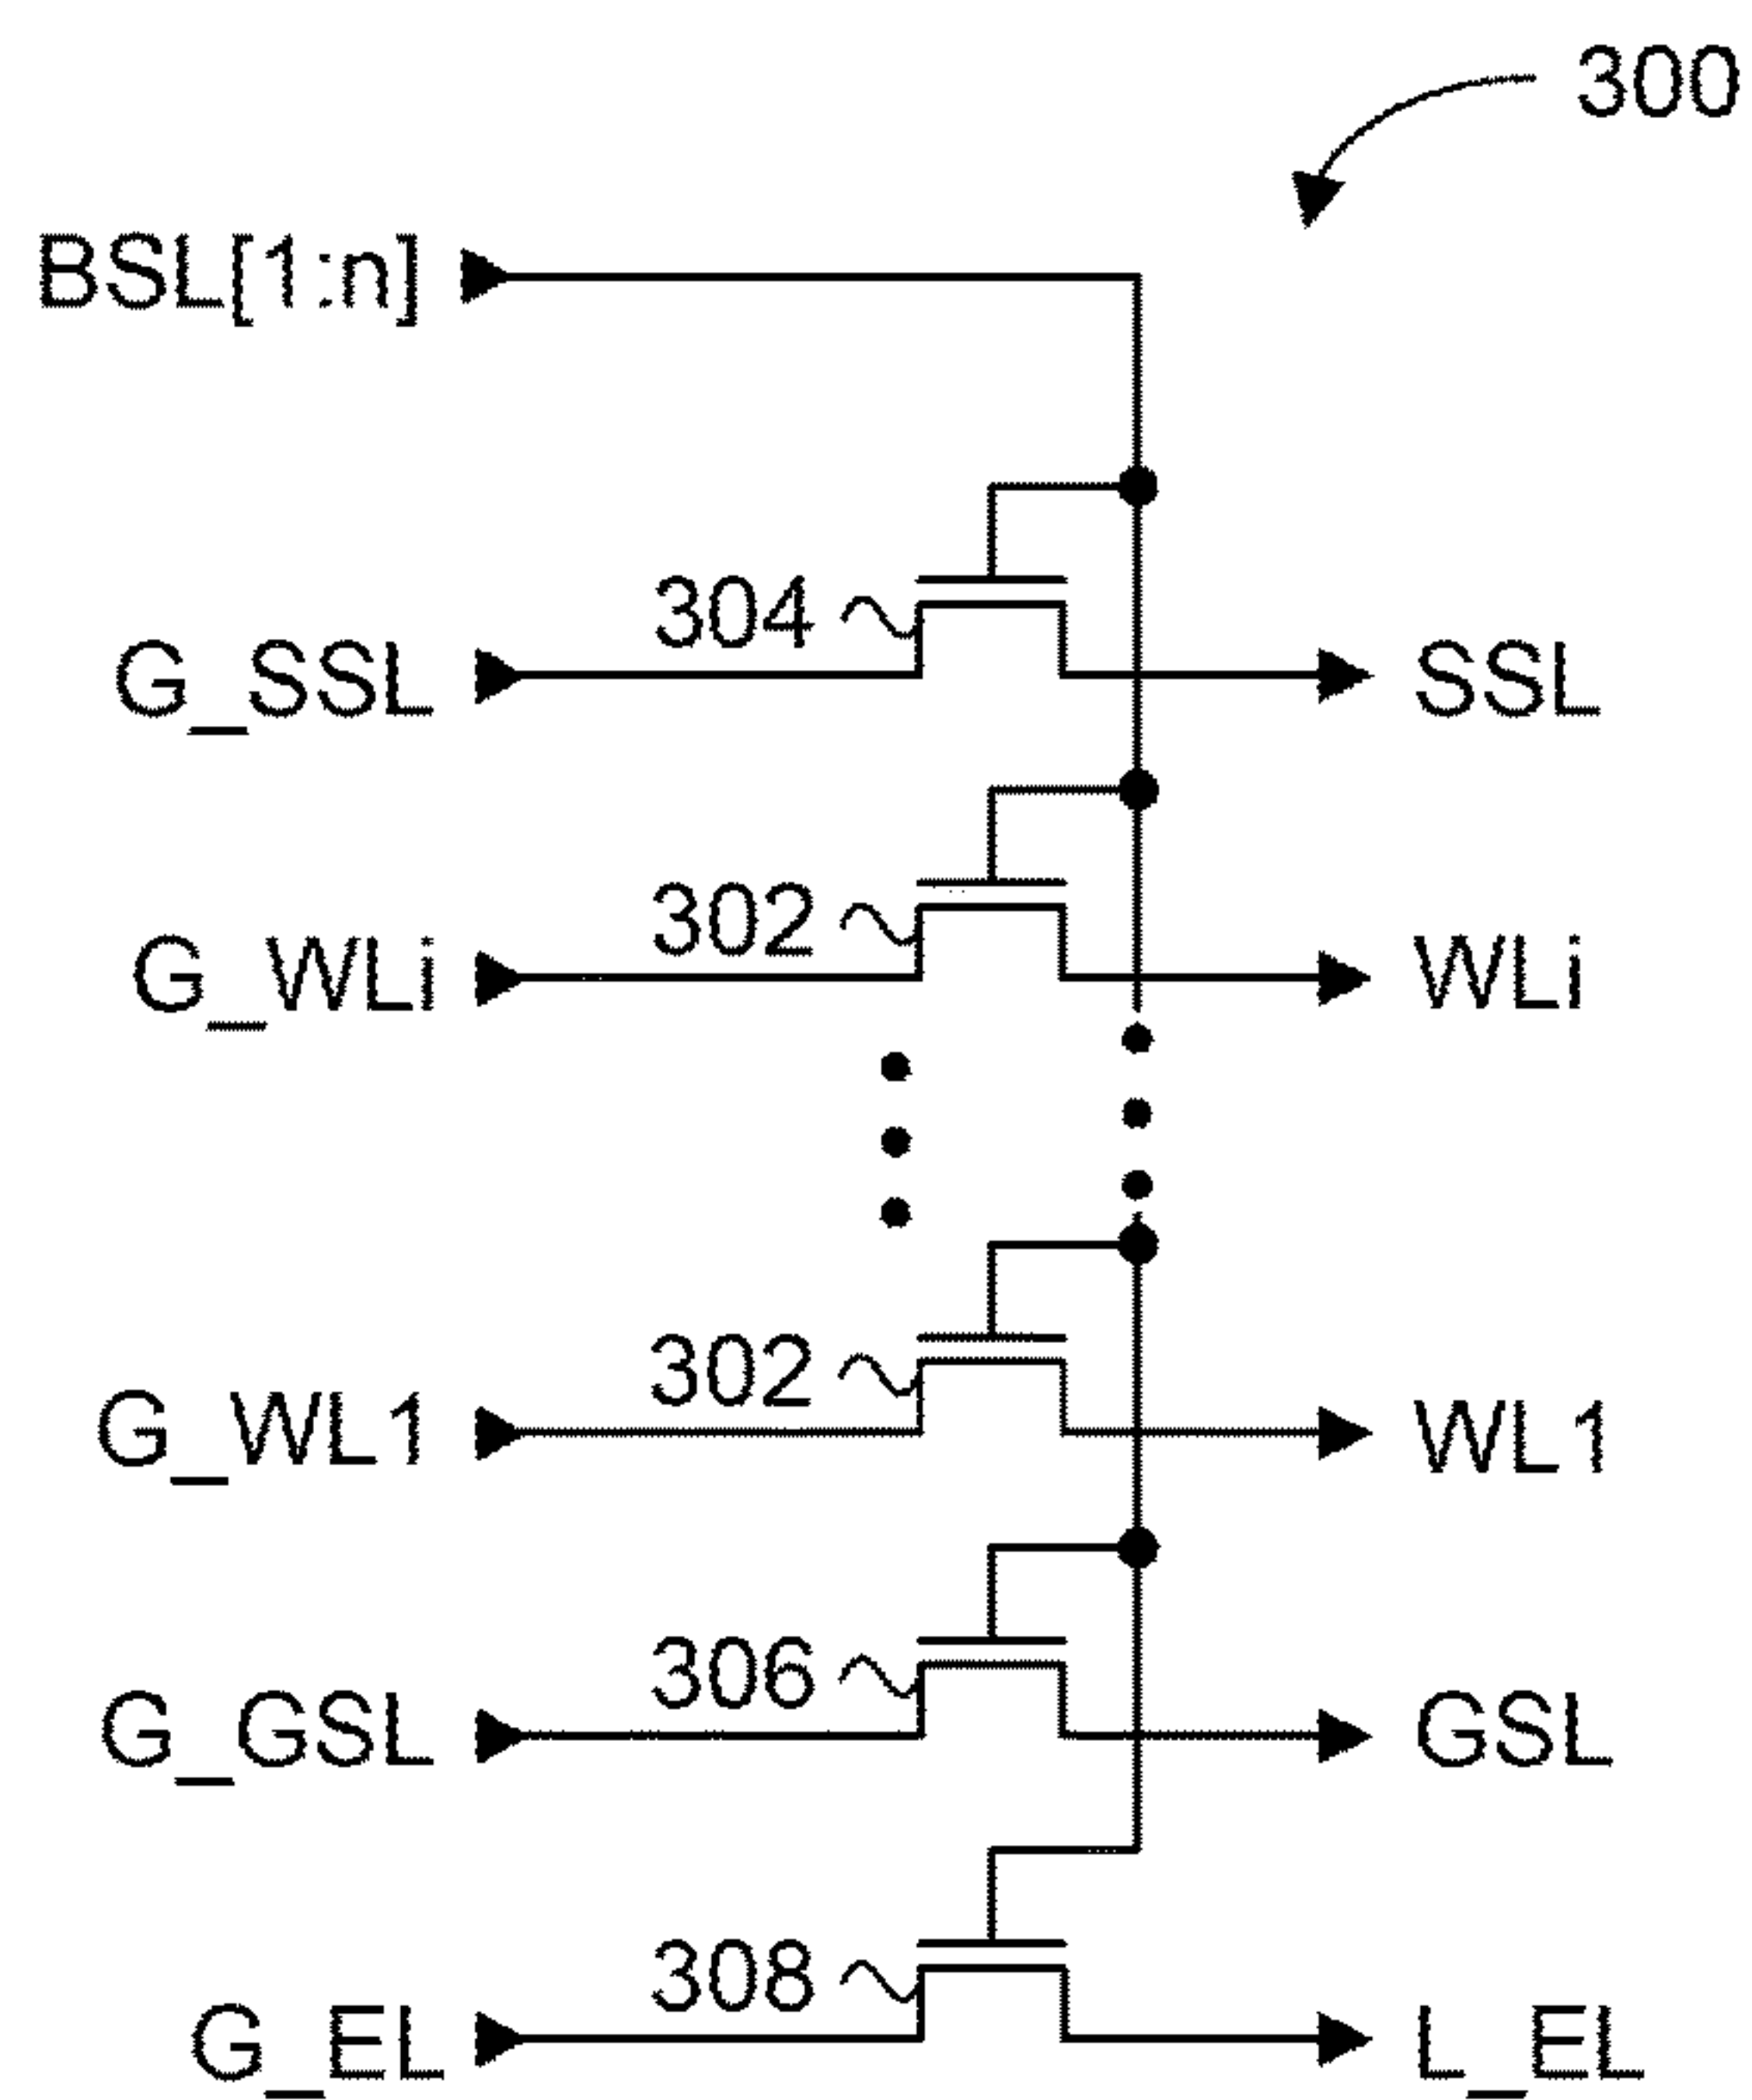 300
BSL[1:n]
304
G_SSL
SSL
302
G_WLi
WLi
302
G_WL1
WL1
306
G_GSL
GSL
308
G_EL
L_EL